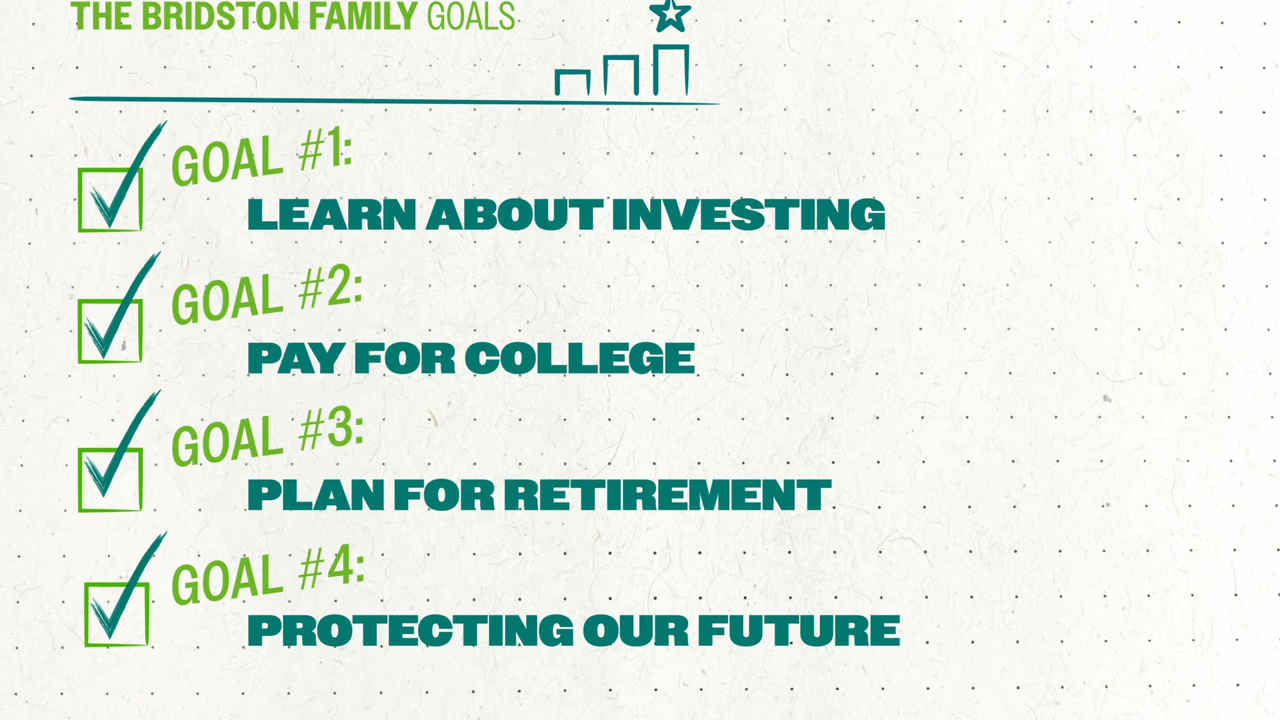 THE BRIDSTON FAMILY GOALS
GOAL #1:
LEARN ABOUT INVESTING
GOAL #2:
PAY FOR COLLEGE
GOAL #3:
PLAN FOR RETIREMENT
GOAL #4:
PROTECTING OUR FUTURE